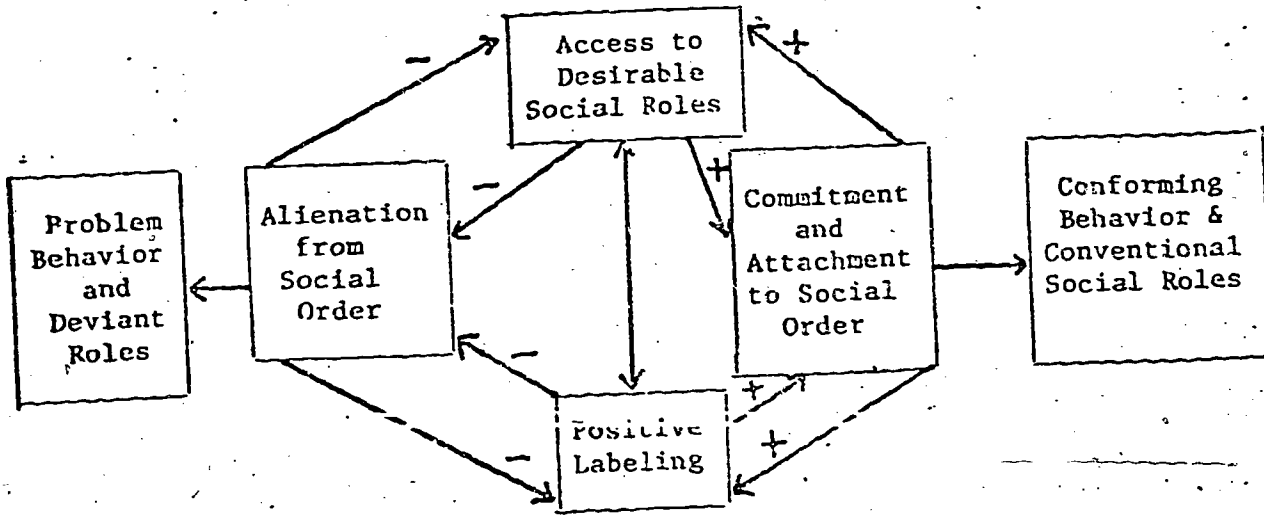 Access to
Desirable
Social Roles
Problem
Behavior
and
Deviant
Roles
Alienation
from
Social
Order
Commitment
and
Attachment
to Social
Order
Conforming
Behavior &
Conventional
Social Roles
Positive
Labeling
-
+
-
+
-
+
-
+